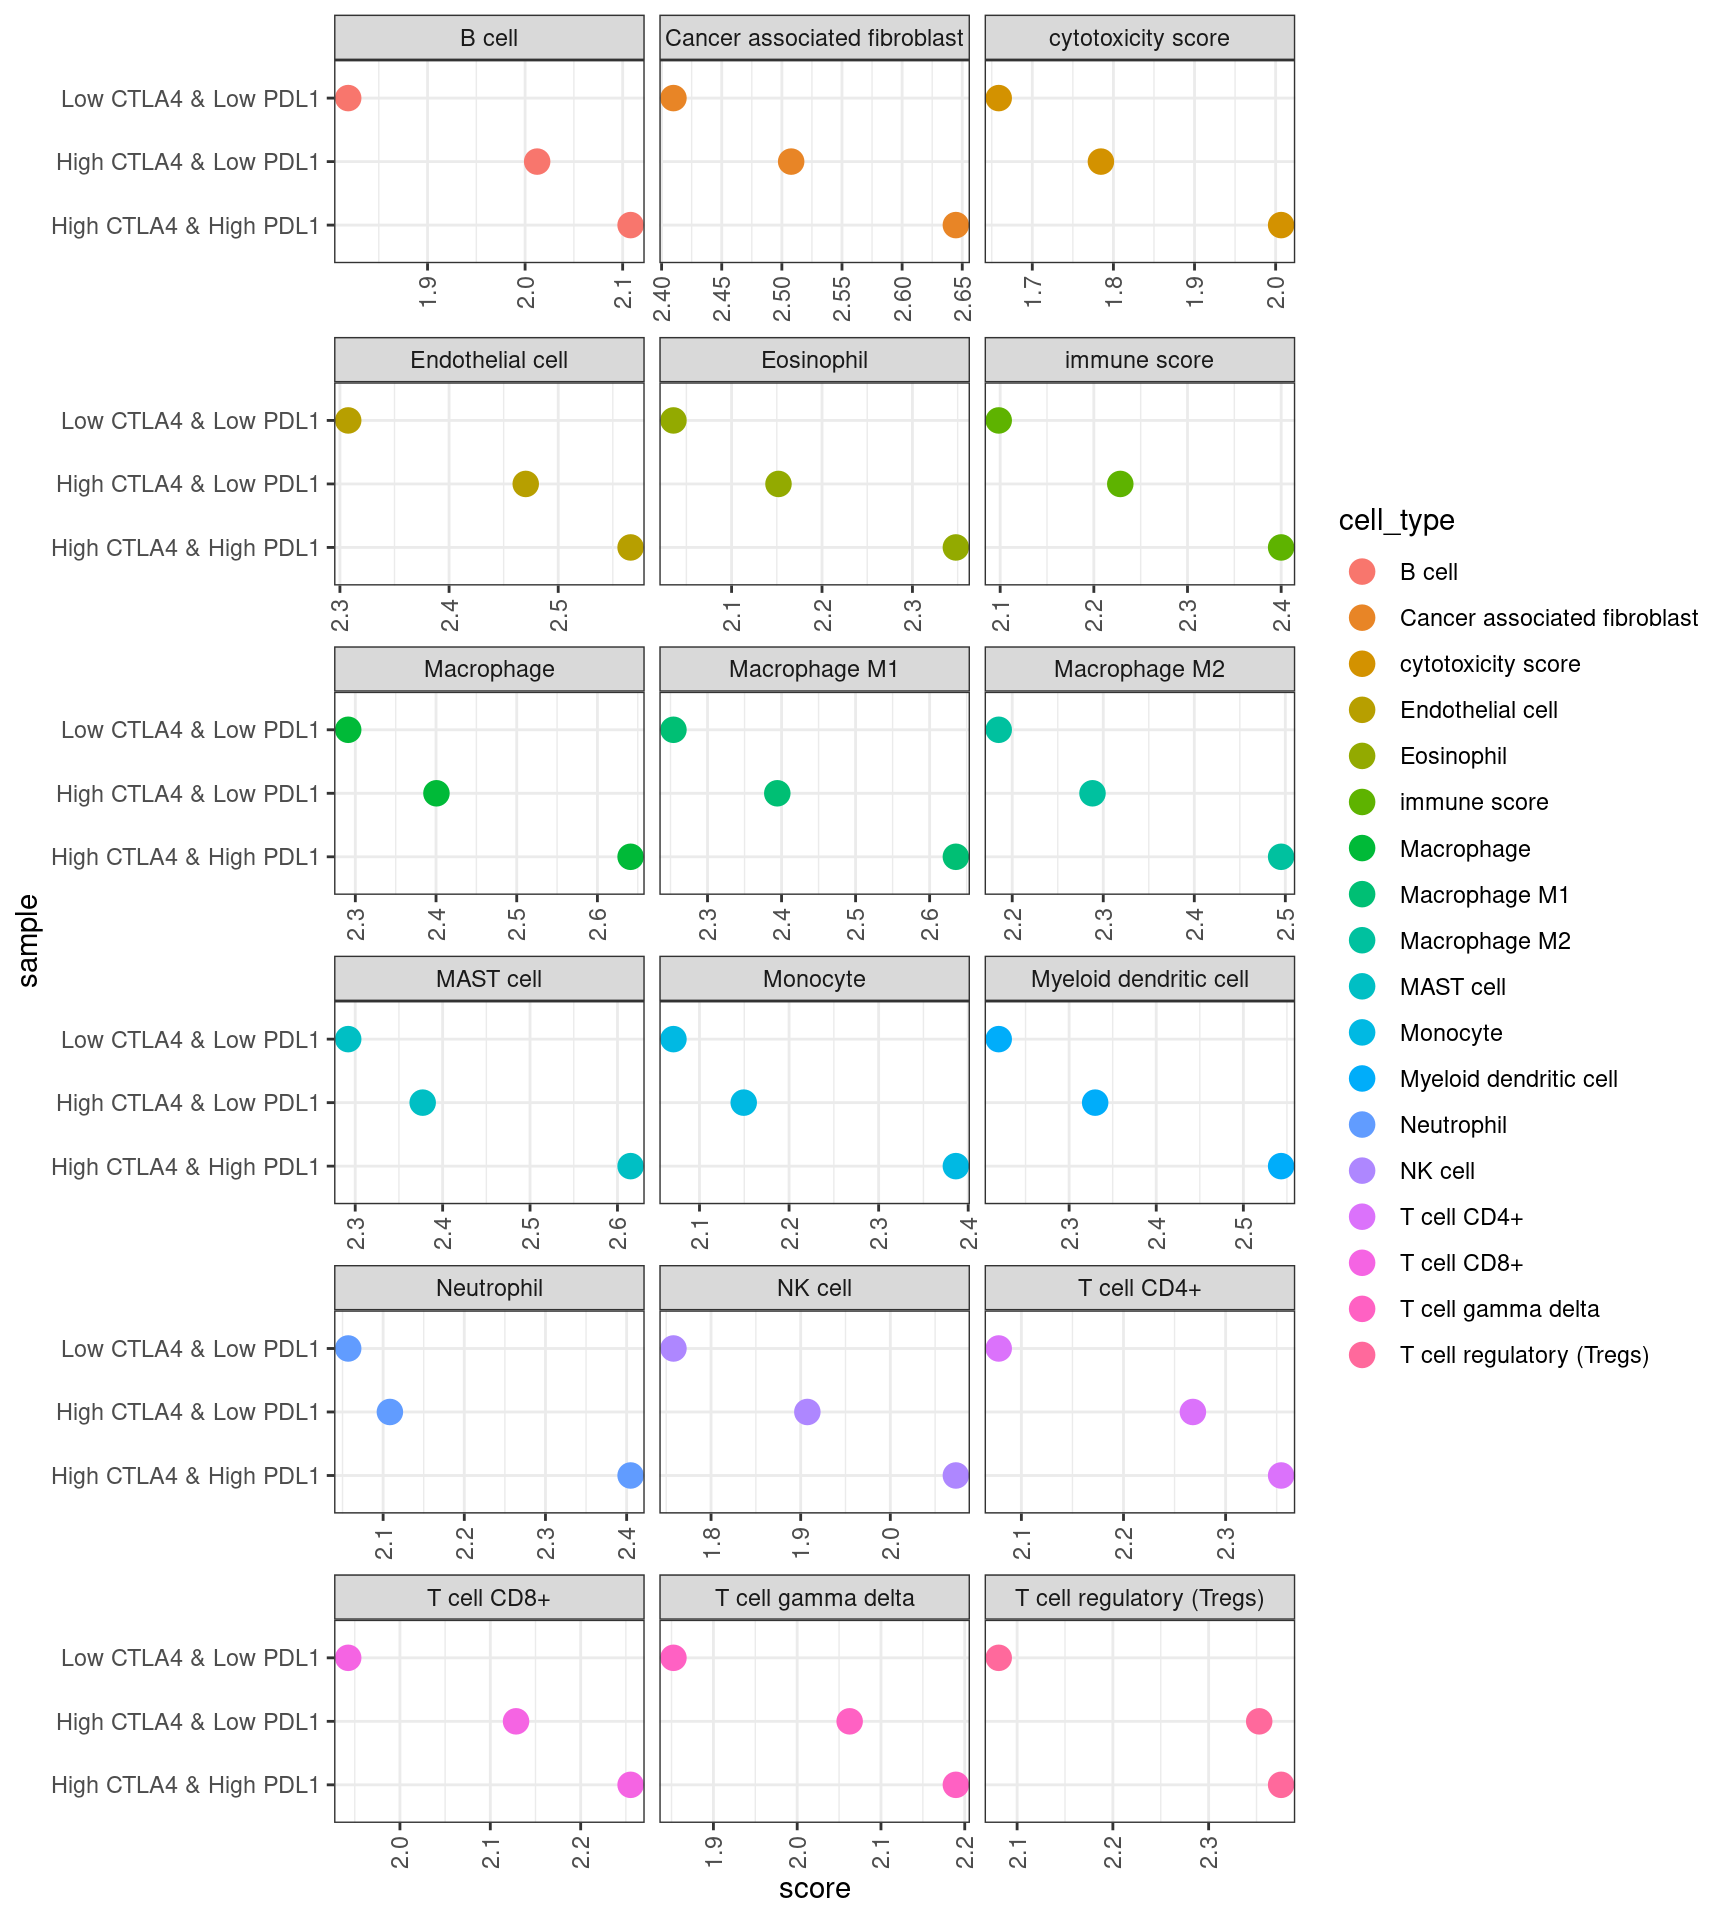 B cell
Cancer associated fibroblast
cytotoxicity score
Low CTLA4 & Low PDL1
High CTLA4 & Low PDL1
High CTLA4 & High PDL1
1.9 2.0 2.1
2.40 2.45 2.50 2.55 2.60 2.65
1.7 1.8 1.9 2.0
Endothelial cell
Eosinophil
immune score
Low CTLA4 & Low PDL1
High CTLA4 & Low PDL1
High CTLA4 & High PDL1
2.3 2.4 2.5
2.1 2.2 2.3
2.1 2.2 2.3 2.4
Macrophage
Macrophage M1
Macrophage M2
Low CTLA4 & Low PDL1
High CTLA4 & Low PDL1
High CTLA4 & High PDL1
2.3 2.4 2.5 2.6
2.3 2.4 2.5 2.6
2.2 2.3 2.4 2.5
MAST cell
Monocyte
Myeloid dendritic cell
Low CTLA4 & Low PDL1
High CTLA4 & Low PDL1
High CTLA4 & High PDL1
2.3 2.4 2.5 2.6
2.1 2.2 2.3 2.4
2.3 2.4 2.5
Neutrophil
NK cell
T cell CD4+
Low CTLA4 & Low PDL1
High CTLA4 & Low PDL1
High CTLA4 & High PDL1
2.1 2.2 2.3 2.4
1.8 1.9 2.0
2.1 2.2 2.3
T cell CD8+
T cell gamma delta
T cell regulatory (Tregs)
Low CTLA4 & Low PDL1
High CTLA4 & Low PDL1
High CTLA4 & High PDL1
2.0 2.1 2.2
1.9 2.0 2.1 2.2
2.1 2.2 2.3
score
sample
cell_type
B cell
Cancer associated fibroblast
cytotoxicity score
Endothelial cell
Eosinophil
immune score
Macrophage
Macrophage M1
Macrophage M2
MAST cell
Monocyte
Myeloid dendritic cell
Neutrophil
NK cell
T cell CD4+
T cell CD8+
T cell gamma delta
T cell regulatory (Tregs)